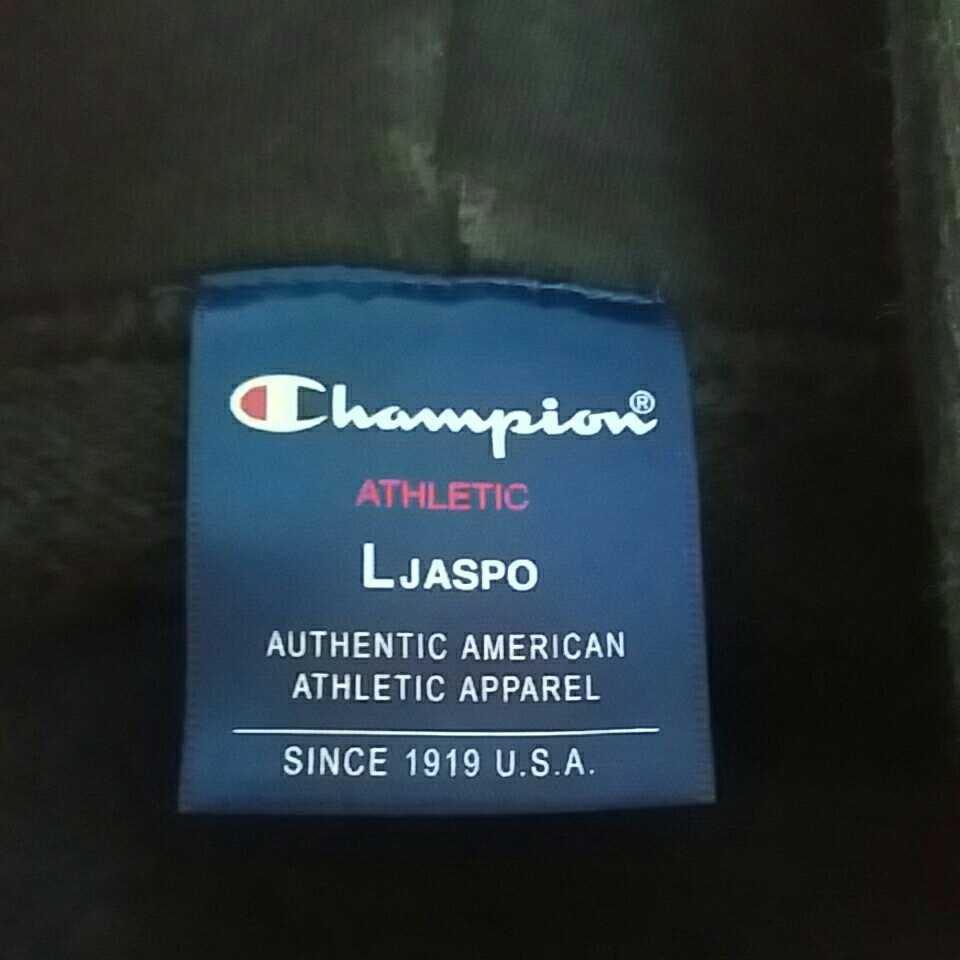 Champion®
ATHLETIC
L JASPO
AUTHENTIC AMERICAN
ATHLETIC APPAREL
SINCE 1919 U.S.A.